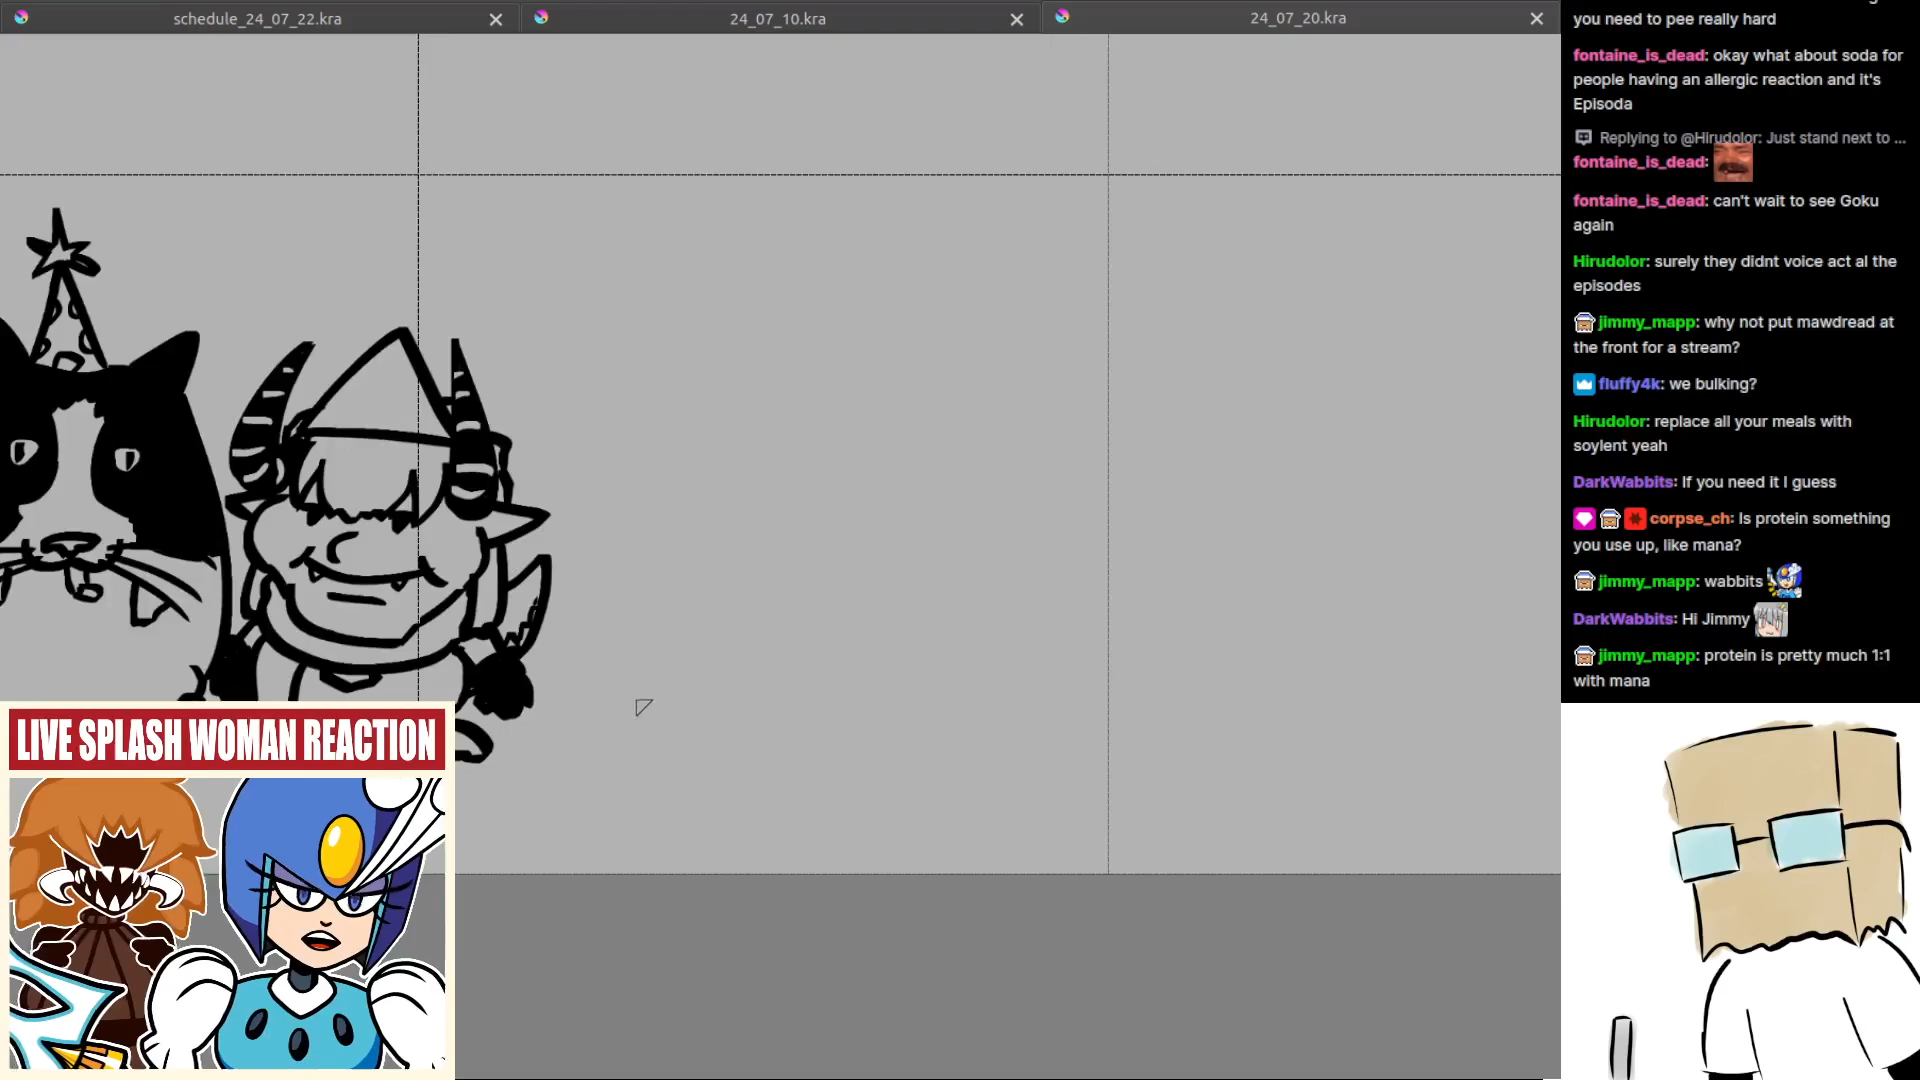 schedule_24_07_22.kra
24_07_10.kra
24_07_20.kra
you need to pee really hard
fontaine_is_dead: okay what about soda for
people having an allergic reaction and it's
Episoda
Replying to @Hirudolor: Just stand next to ...
fontaine_is_dead:
fontaine_is_dead: can't wait to see Goku
again
Hirudolor: surely they didnt voice act al the
episodes
jimmy_mapp: why not put mawdread at
the front for a stream?
fluffy4k: we bulking?
Hirudolor: replace all your meals with
soylent yeah
DarkWabbits: If you need it I guess
corpse_ch: Is protein something
you use up, like mana?
jimmy_mapp: wabbits
DarkWabbits: Hi Jimmy
jimmy_mapp: protein is pretty much 1:1
with mana
LIVE SPLASH WOMAN REACTION